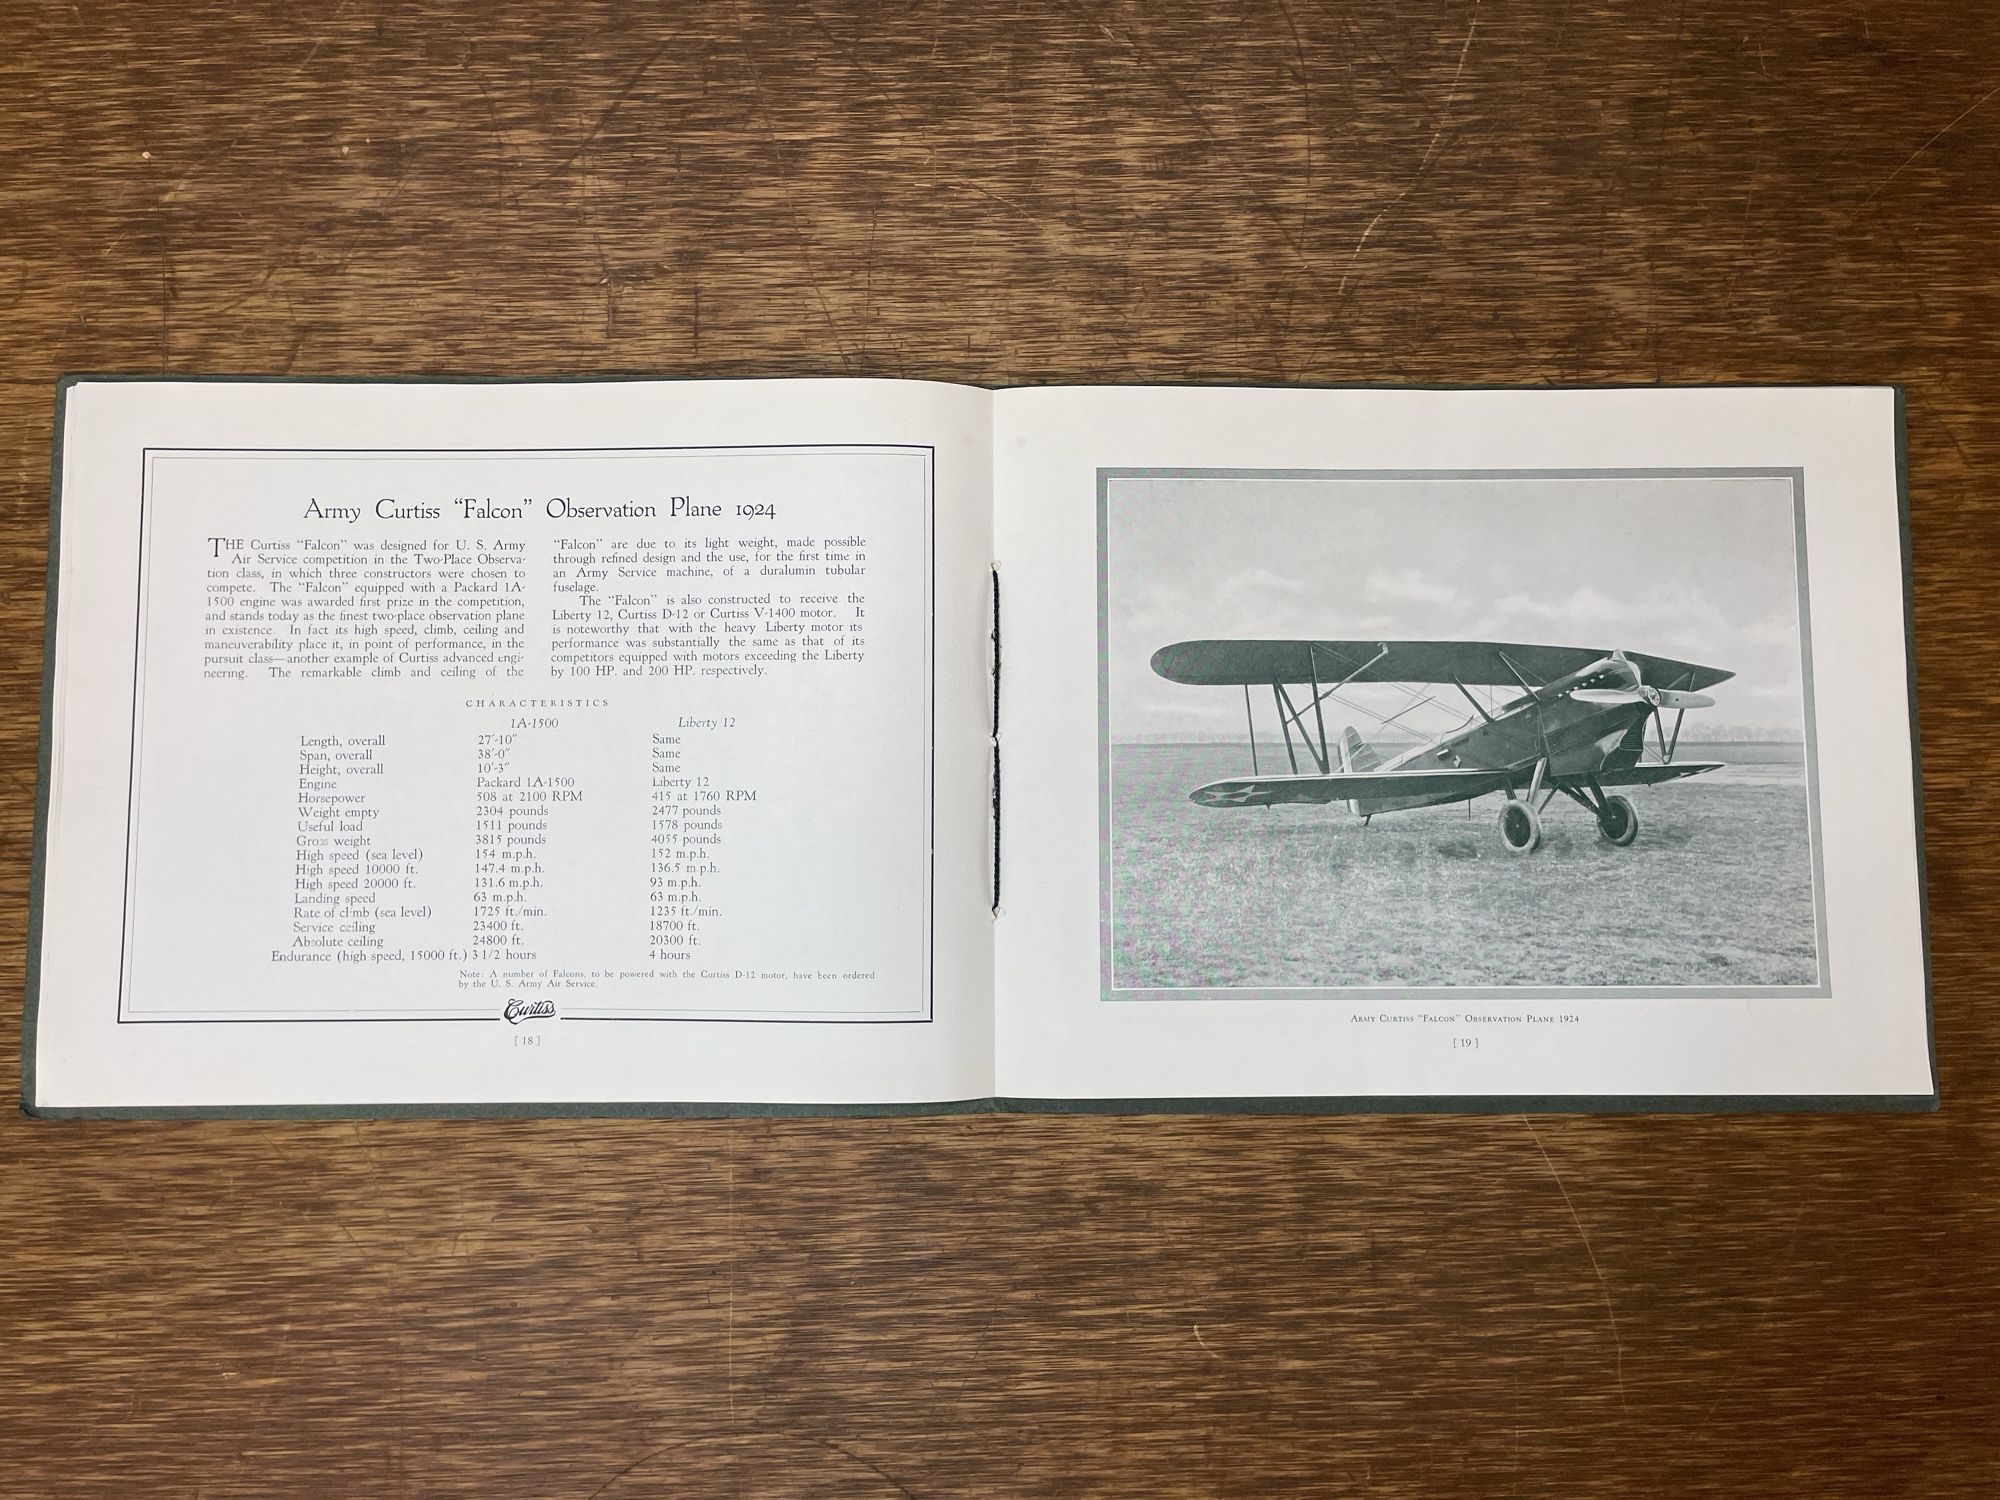 Army Curtiss “Falcon” Observation Plane 1924
THE Curtiss “Falcon” was designed for U. S. Army
Air Service competition in the Two-Place Observa-
tion class, in which three constructors were chosen to
compete. The “Falcon” equipped with a Packard 1A-
1500 engine was awarded first prize in the competition,
and stands today as the finest two-place observation plane
in existence. In fact its high speed, climb, ceiling and
maneuverability place it, in point of performance, in the
pursuit class—another example of Curtiss advanced engi-
neering. The remarkable climb and ceiling of the
“Falcon” are due to its light weight, made possible
through refined design and the use, for the first time in
an Army Service machine, of a duralumin tubular
fuselage.
The “Falcon” is also constructed to receive the
Liberty 12, Curtiss D-12 or Curtiss V-1400 motor. It
is noteworthy that with the heavy Liberty motor its
performance was substantially the same as that of its
competitors equipped with motors exceeding the Liberty
by 100 HP. and 200 HP. respectively.
CHARACTERISTICS
1A-1500 Liberty 12
Length, overall 27′-10″ Same
Span, overall 38′-0″ Same
Height, overall 10′-3″ Same
Engine Packard 1A-1500 Liberty 12
Horsepower 508 at 2100 RPM 415 at 1760 RPM
Weight empty 2304 pounds 2477 pounds
Useful load 1511 pounds 1578 pounds
Gross weight 3815 pounds 4055 pounds
High speed (sea level) 154 m.p.h. 152 m.p.h.
High speed 10000 ft. 147.4 m.p.h. 136.5 m.p.h.
High speed 20000 ft. 131.6 m.p.h. 93 m.p.h.
Landing speed 63 m.p.h. 63 m.p.h.
Rate of climb (sea level) 1725 ft./min. 1235 ft./min.
Service ceiling 23400 ft. 18700 ft.
Absolute ceiling 24800 ft. 20300 ft.
Endurance (high speed, 15000 ft.) 3 1/2 hours 4 hours
Note: A number of Falcons, to be powered with the Curtiss D-12 motor, have been ordered
by the U. S. Army Air Service.
Curtiss
[ 18 ]
ARMY CURTISS “FALCON” OBSERVATION PLANE 1924
[ 19 ]